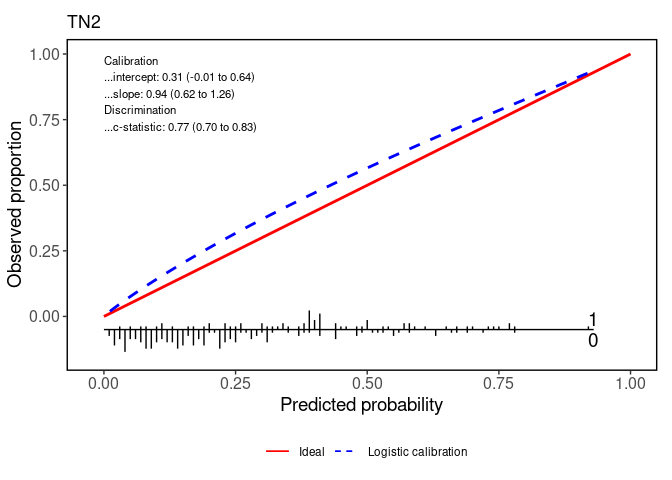 TN2
Calibration
...intercept: 0.31 (-0.01 to 0.64)
...slope: 0.94 (0.62 to 1.26)
Discrimination
...c-statistic: 0.77 (0.70 to 0.83)
Observed proportion
1.00
0.75
0.50
0.25
0.00
1
0
0.00 0.25 0.50 0.75 1.00
Predicted probability
Ideal Logistic calibration